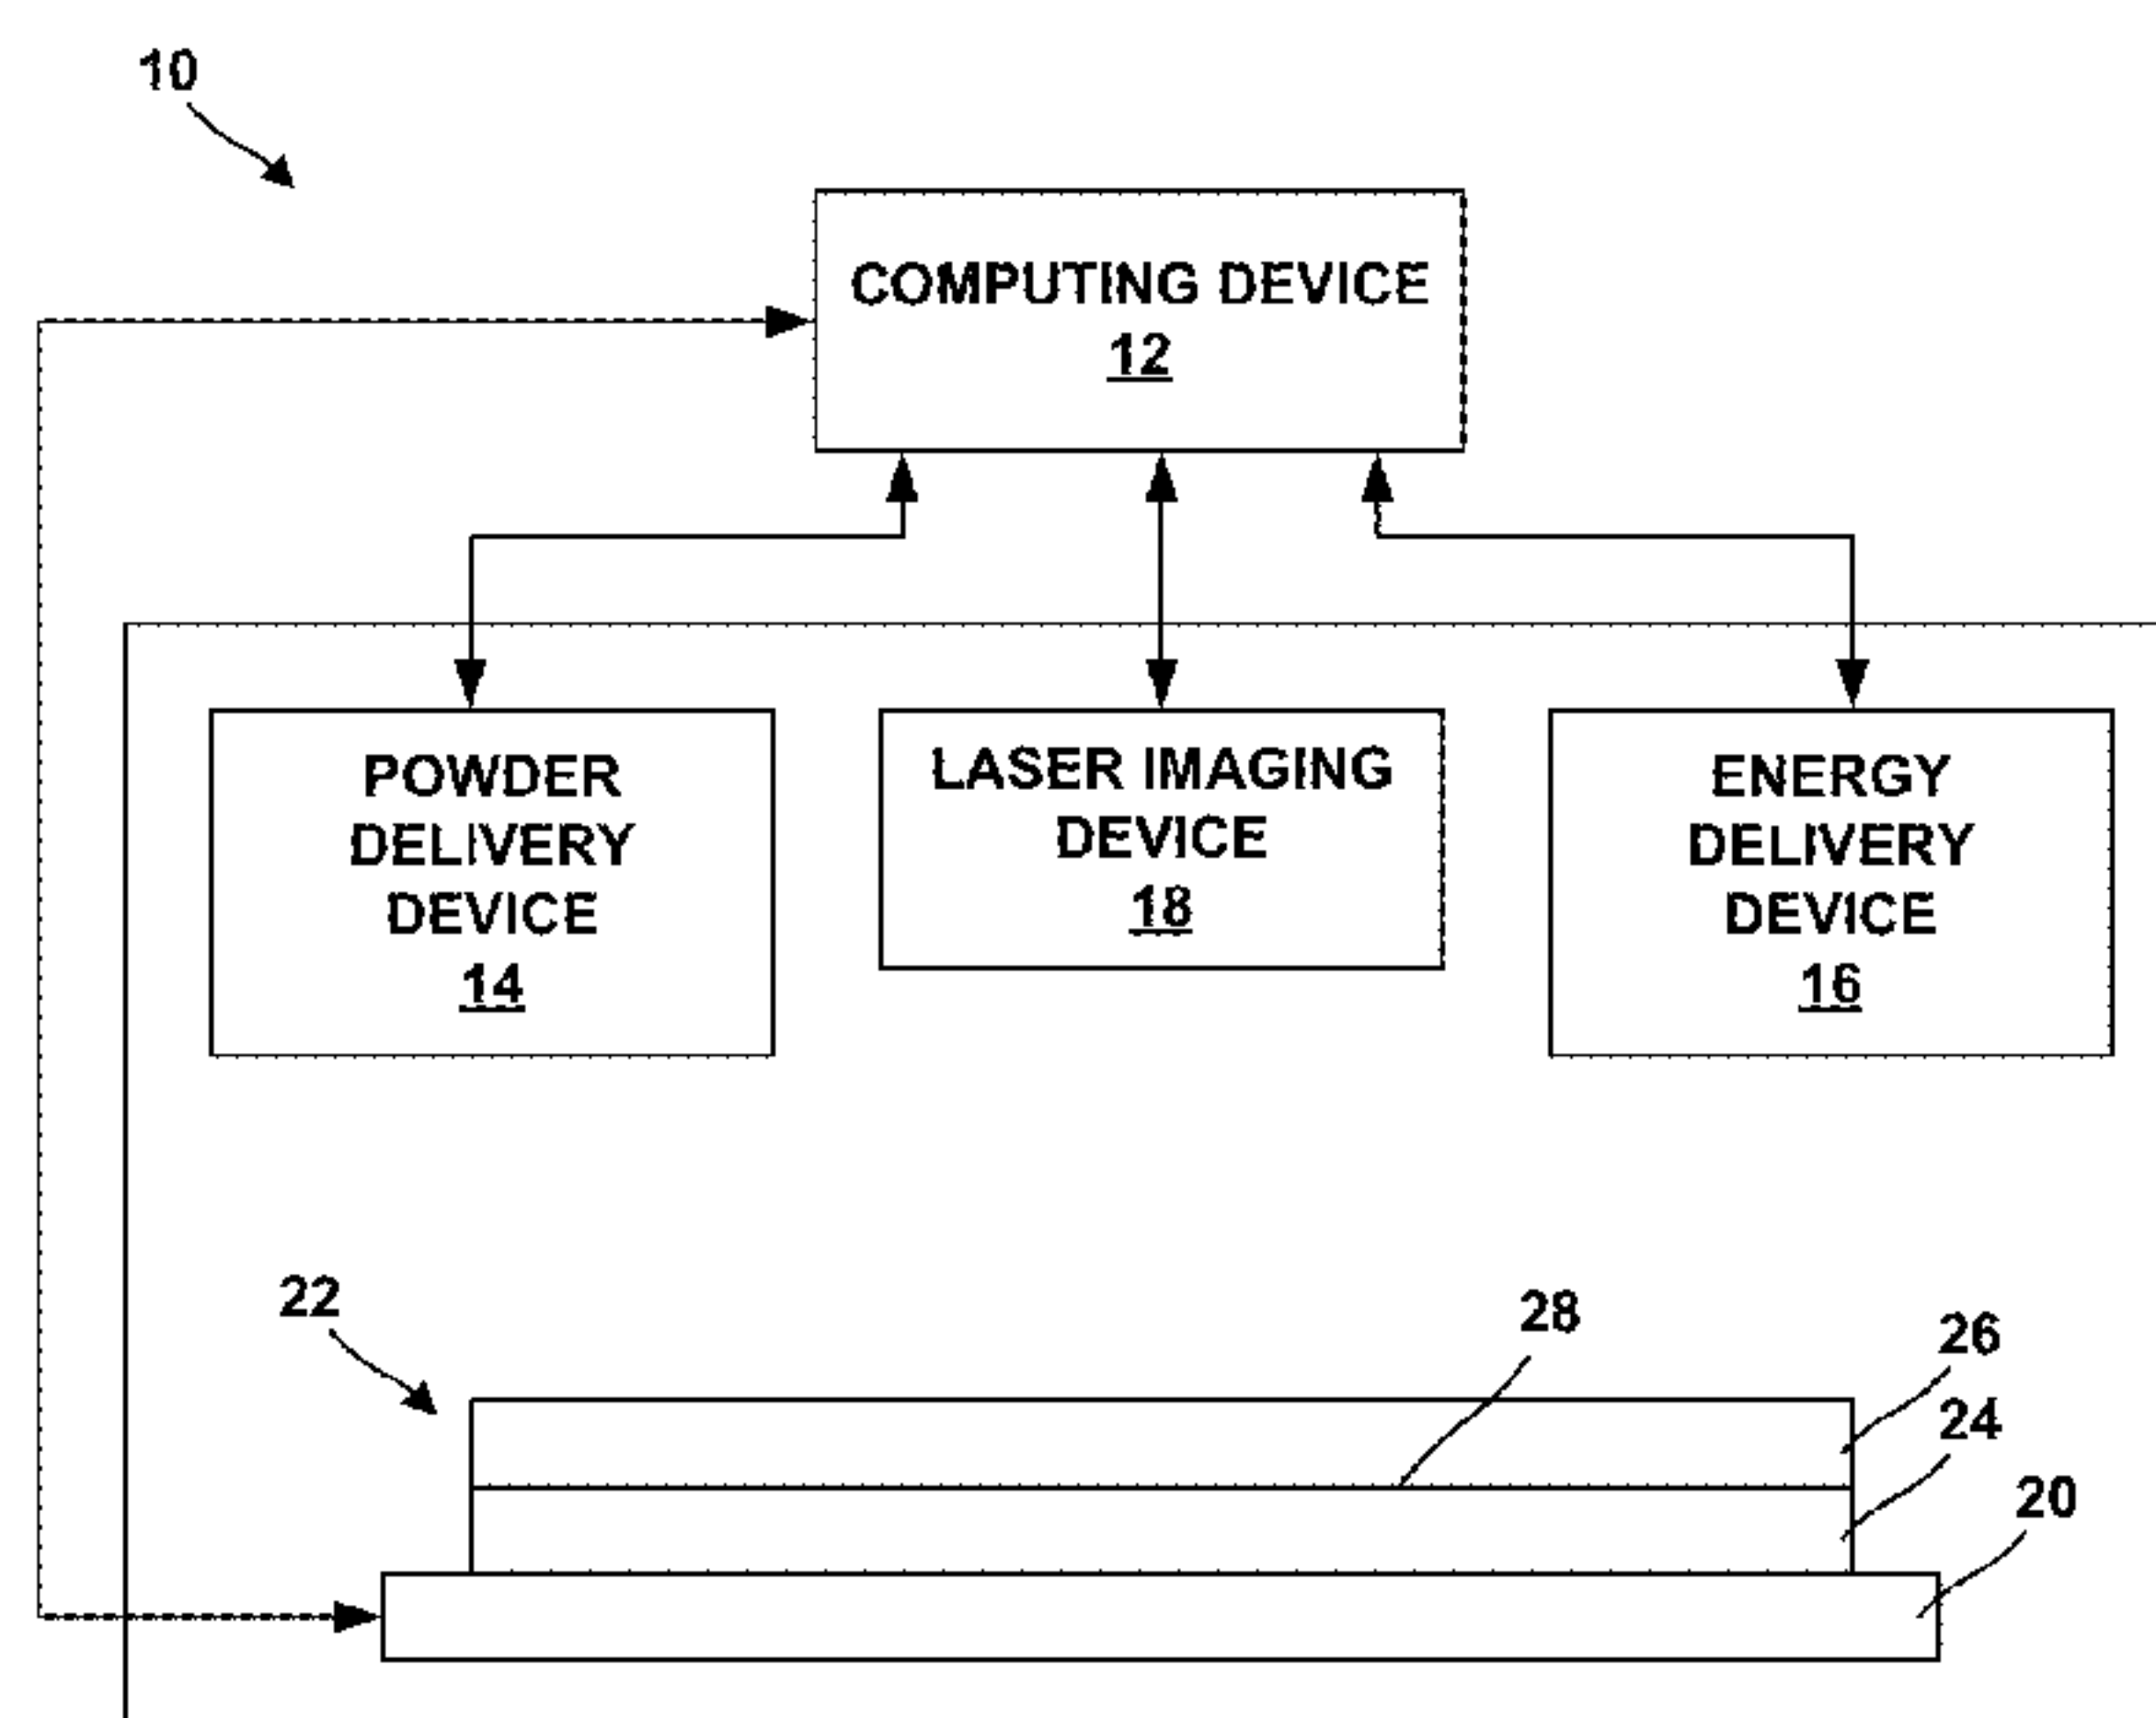 10
COMPUTING DEVICE
12
POWDER
DELIVERY
DEVICE
14
LASER IMAGING
DEVICE
18
ENERGY
DELIVERY
DEVICE
16
22
28
26
24
20